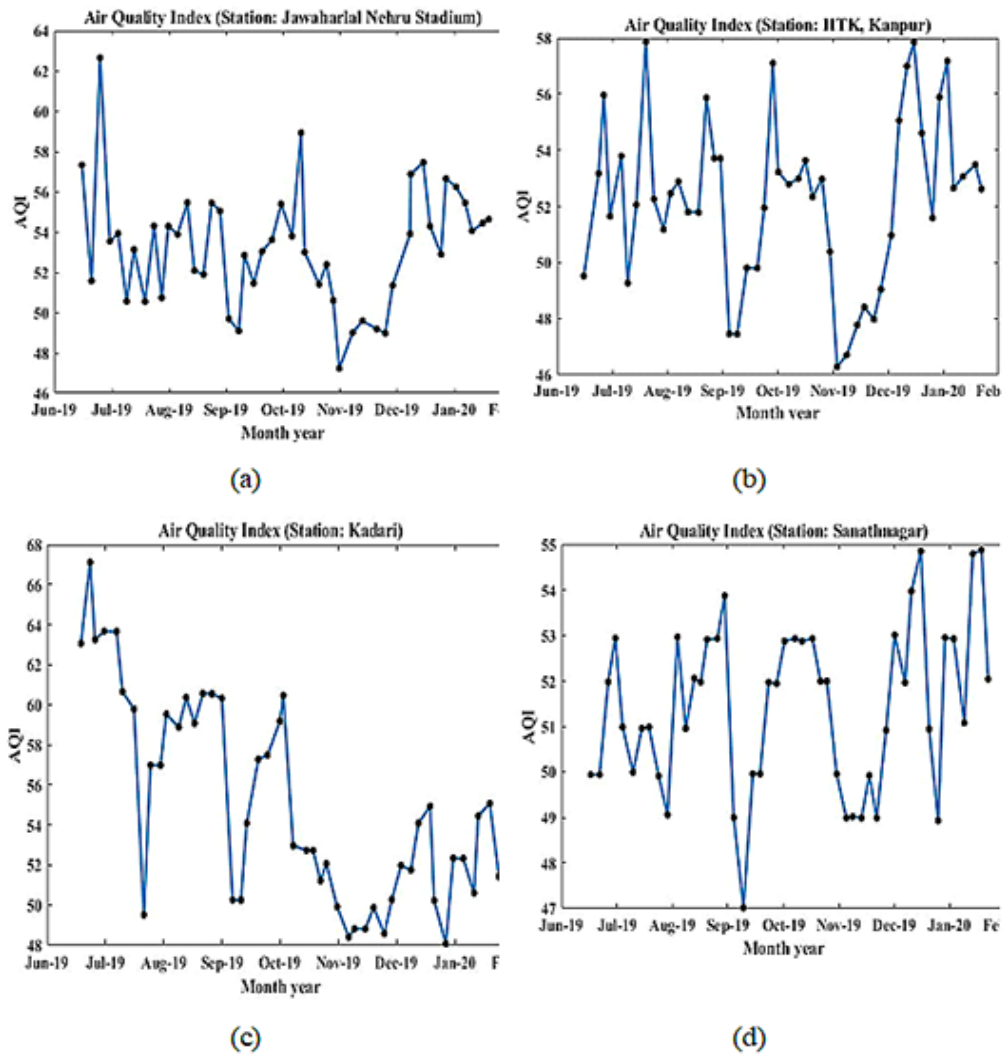 Air Quality Index (Station: Jawaharlal Nehru Stadium)
64
62
60
58
56
54
52
50
48
46
AQI
Jun-19 Jul-19 Aug-19 Sep-19 Oct-19 Nov-19 Dec-19 Jan-20 F
Month year
(a)
Air Quality Index (Station: IITK, Kanpur)
58
56
54
52
50
48
46
AQI
Jun-19 Jul-19 Aug-19 Sep-19 Oct-19 Nov-19 Dec-19 Jan-20 Feb
Month year
(b)
Air Quality Index (Station: Kadari)
68
66
64
62
60
58
56
54
52
50
48
AQI
Jun-19 Jul-19 Aug-19 Sep-19 Oct-19 Nov-19 Dec-19 Jan-20 F
Month year
(c)
Air Quality Index (Station: Sanathnagar)
55
54
53
52
51
50
49
48
47
AQI
Jun-19 Jul-19 Aug-19 Sep-19 Oct-19 Nov-19 Dec-19 Jan-20 Fe
Month year
(d)